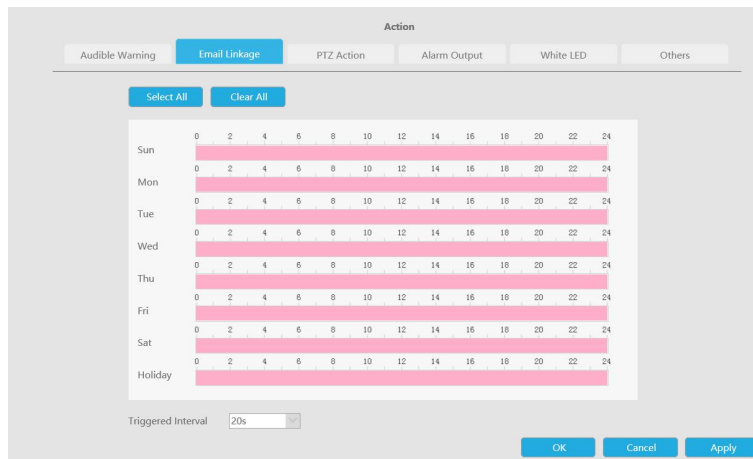 Action
Audible Warning Email Linkage PTZ Action Alarm Output White LED Others
Select All Clear All
0 2 4 6 8 10 12 14 16 18 20 22 24
Sun
0 2 4 6 8 10 12 14 16 18 20 22 24
Mon
0 2 4 6 8 10 12 14 16 18 20 22 24
Tue
0 2 4 6 8 10 12 14 16 18 20 22 24
Wed
0 2 4 6 8 10 12 14 16 18 20 22 24
Thu
0 2 4 6 8 10 12 14 16 18 20 22 24
Fri
0 2 4 6 8 10 12 14 16 18 20 22 24
Sat
0 2 4 6 8 10 12 14 16 18 20 22 24
Holiday
Triggered Interval 20s
OK Cancel Apply